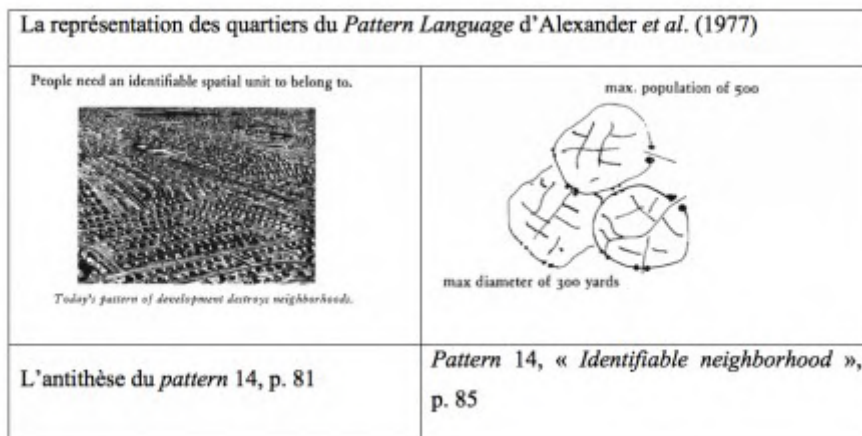 La représentation des quartiers du Pattern Language d’Alexander et al. (1977)
People need an identifiable spatial unit to belong to.
Today's pattern of development destroys neighborhoods.
max. population of 500
max diameter of 300 yards
L’antithèse du pattern 14, p. 81
Pattern 14, « Identifiable neighborhood »,
p. 85